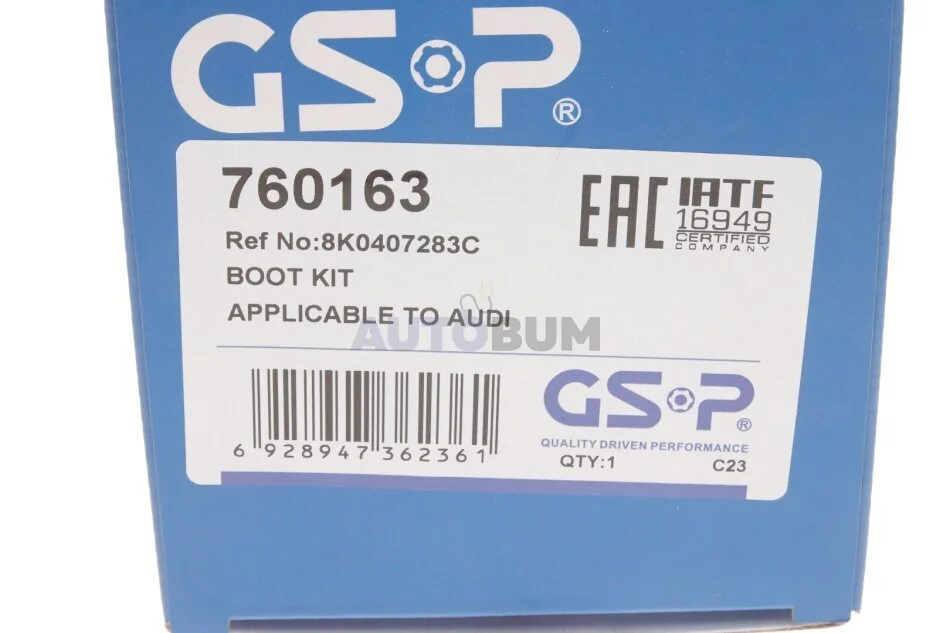 GSP®
760163
EAC
IATF
16949
CERTIFIED
COMPANY
Ref No:8K0407283C
BOOT KIT
APPLICABLE TO AUDI
AUTOBUM
GSP®
QUALITY DRIVEN PERFORMANCE
6 928947 362361
QTY:1 C23